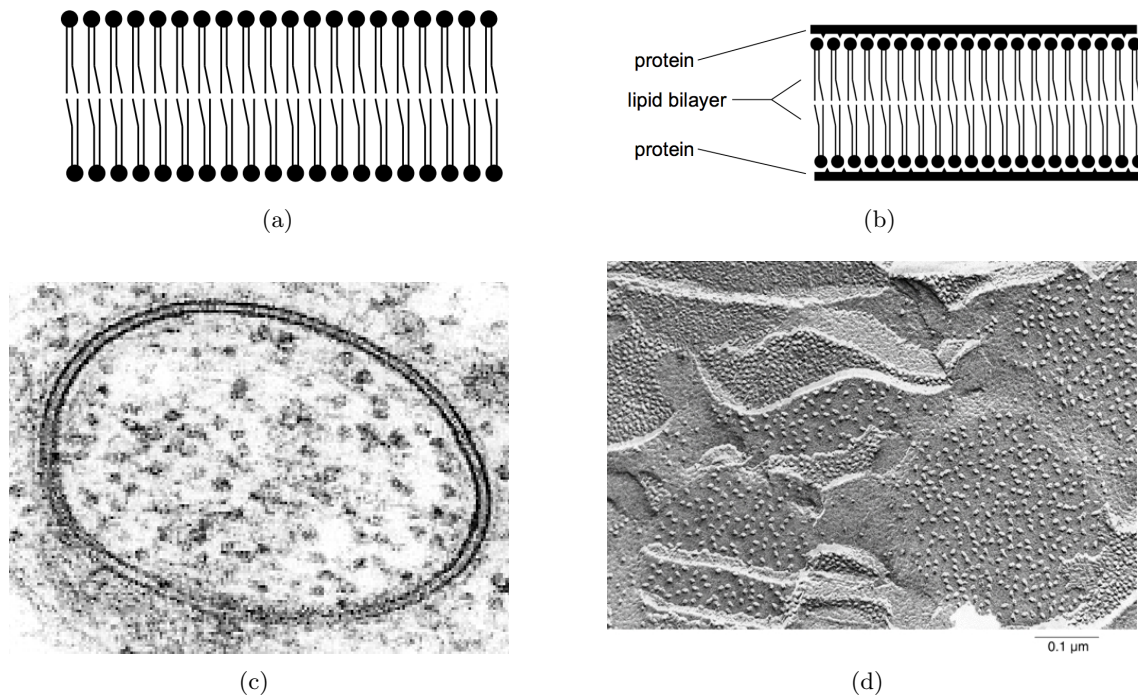 protein
lipid bilayer
protein
(a)
(b)
0.1 µm
(c)
(d)